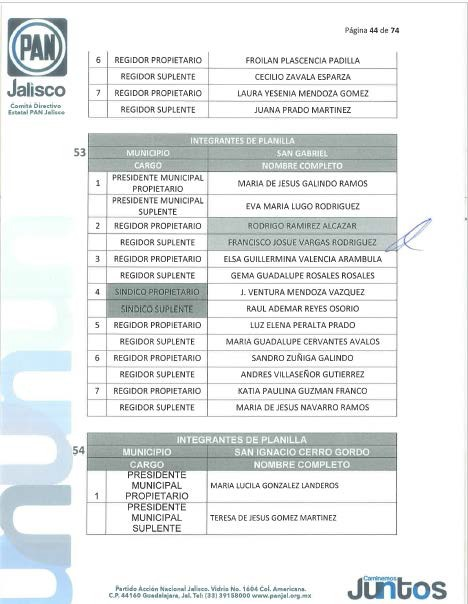 PAN
Jalisco
Comité Directivo
Estatal PAN Jalisco
Página 44 de 74
6 REGIDOR PROPIETARIO FROILAN PLASCENCIA PADILLA
REGIDOR SUPLENTE CECILIO ZAVALA ESPARZA
7 REGIDOR PROPIETARIO LAURA YESENIA MENDOZA GOMEZ
REGIDOR SUPLENTE JUANA PRADO MARTINEZ
53
INTEGRANTES DE PLANILLA
MUNICIPIO SAN GABRIEL
CARGO NOMBRE COMPLETO
1 PRESIDENTE MUNICIPAL PROPIETARIO MARIA DE JESUS GALINDO RAMOS
PRESIDENTE MUNICIPAL SUPLENTE EVA MARIA LUGO RODRIGUEZ
2 REGIDOR PROPIETARIO RODRIGO RAMIREZ ALCAZAR
REGIDOR SUPLENTE FRANCISCO JOSUE VARGAS RODRIGUEZ
3 REGIDOR PROPIETARIO ELSA GUILLERMINA VALENCIA ARAMBULA
REGIDOR SUPLENTE GEMA GUADALUPE ROSALES ROSALES
4 SINDICO PROPIETARIO J. VENTURA MENDOZA VAZQUEZ
SINDICO SUPLENTE RAUL ADEMAR REYES OSORIO
5 REGIDOR PROPIETARIO LUZ ELENA PERALTA PRADO
REGIDOR SUPLENTE MARIA GUADALUPE CERVANTES AVALOS
6 REGIDOR PROPIETARIO SANDRO ZUÑIGA GALINDO
REGIDOR SUPLENTE ANDRES VILLASEÑOR GUTIERREZ
7 REGIDOR PROPIETARIO KATIA PAULINA GUZMAN FRANCO
REGIDOR SUPLENTE MARIA DE JESUS NAVARRO RAMOS
54
INTEGRANTES DE PLANILLA
MUNICIPIO SAN IGNACIO CERRO GORDO
CARGO NOMBRE COMPLETO
1 PRESIDENTE MUNICIPAL PROPIETARIO MARIA LUCILA GONZALEZ LANDEROS
PRESIDENTE MUNICIPAL SUPLENTE TERESA DE JESUS GOMEZ MARTINEZ
Partido Acción Nacional Jalisco. Vidrio No. 1604 Col. Americana.
C.P. 44160 Guadalajara, Jal. Tel: (33) 39158000 www.panjal.org.mx
Caminemos
Juntos